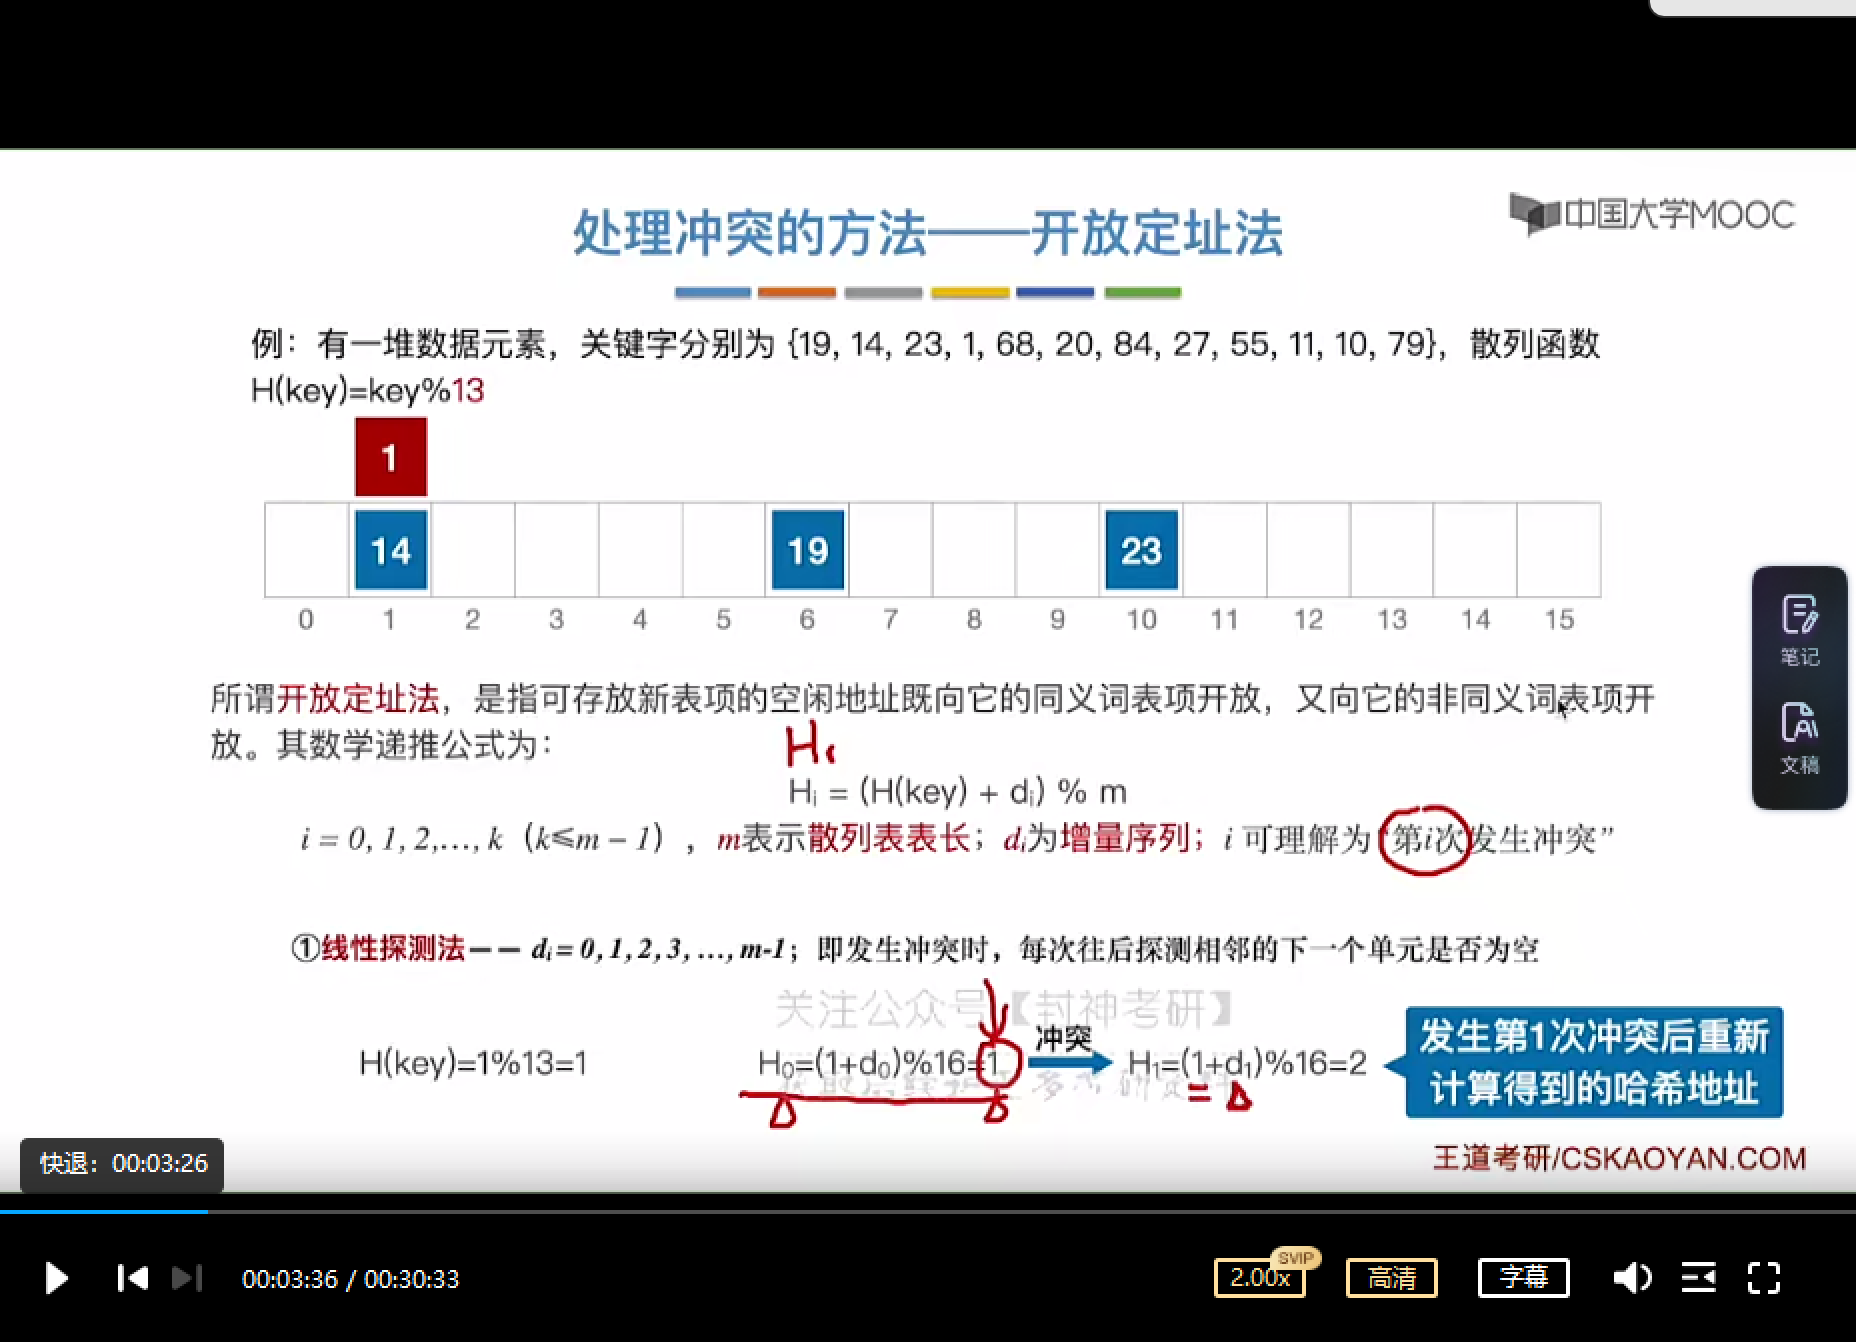 中国大学MOOC
处理冲突的方法——开放定址法
例：有一堆数据元素，关键字分别为 {19, 14, 23, 1, 68, 20, 84, 27, 55, 11, 10, 79}，散列函数
H(key)=key%13
1
14 19 23
0 1 2 3 4 5 6 7 8 9 10 11 12 13 14 15
笔记
文稿
所谓开放定址法，是指可存放新表项的空闲地址既向它的同义词表项开放，又向它的非同义词表项开
放。其数学递推公式为：
Hᵢ = (H(key) + dᵢ) % m
i = 0, 1, 2,…, k（k≤m – 1），m表示散列表表长；dᵢ为增量序列；i 可理解为“第i次发生冲突”
①线性探测法—— dᵢ = 0, 1, 2, 3, …, m-1；即发生冲突时，每次往后探测相邻的下一个单元是否为空
关注公众号【封神考研】
H(key)=1%13=1 H₀=(1+d₀)%16=1 冲突 H₁=(1+d₁)%16=2
发生第1次冲突后重新
计算得到的哈希地址
王道考研/CSKAOYAN.COM
快退：00:03:26
00:03:36 / 00:30:33 2.00x SVIP 高清 字幕